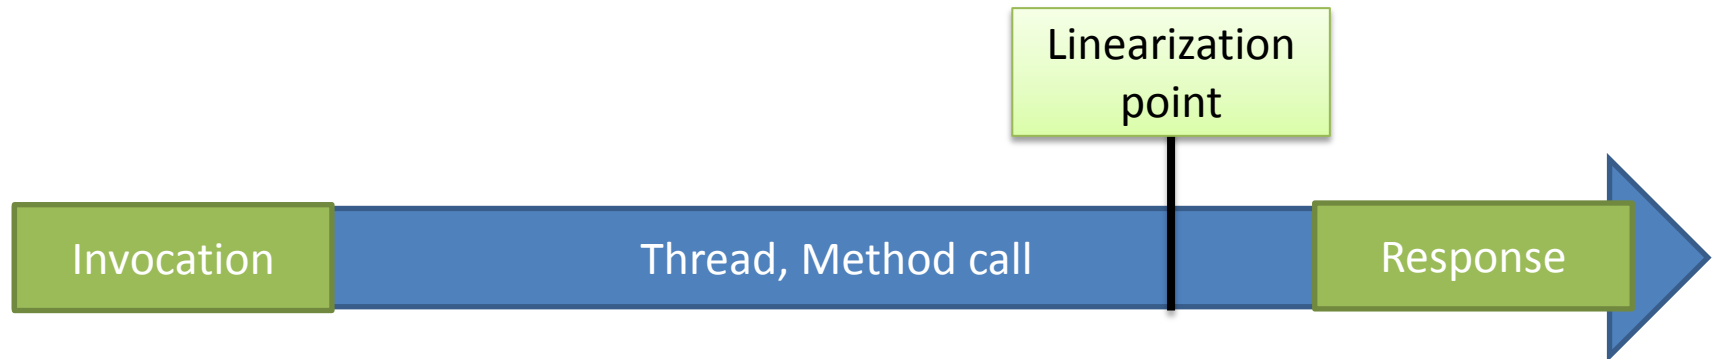 Linearization
point
Invocation
Thread, Method call
Response